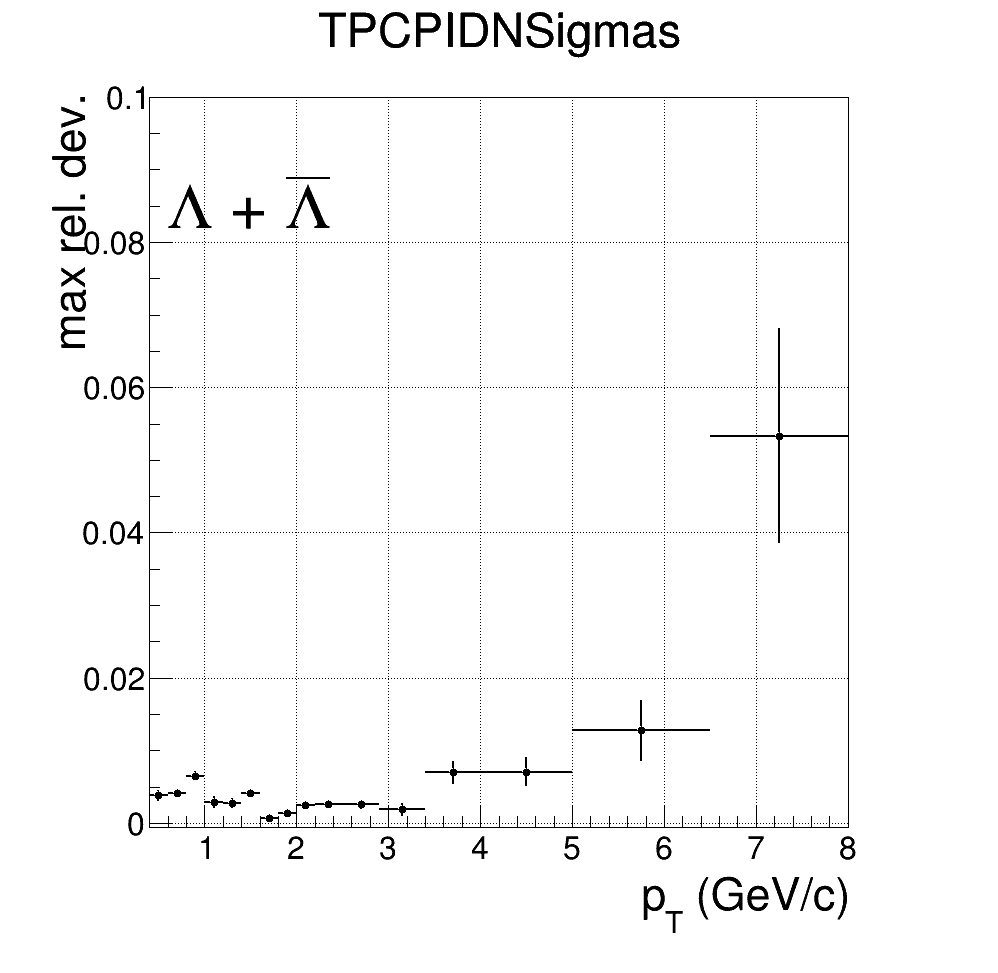 TPCPIDNSigmas
max rel. dev.
0.1
0.08
0.06
0.04
0.02
0
Λ + Λ̅
1 2 3 4 5 6 7 8
p_T (GeV/c)